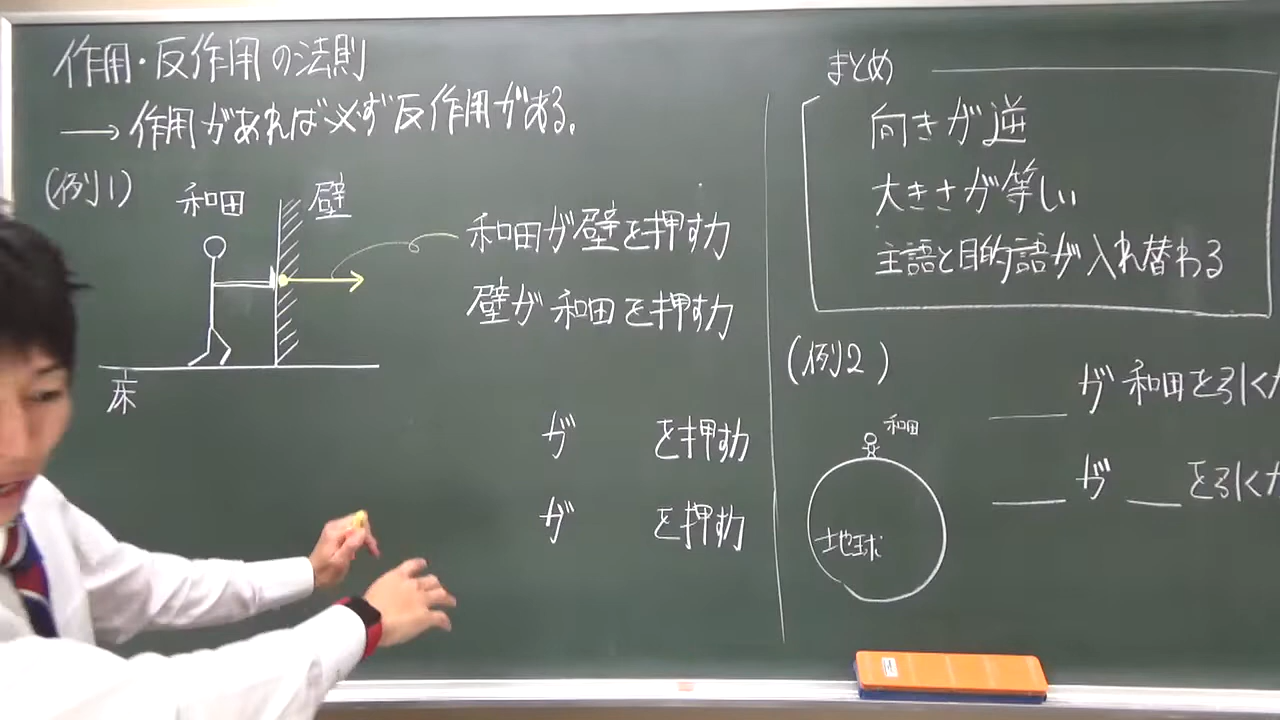 作用・反作用の法則
→作用があれば必ず反作用がある。
(例1)
和田
壁
床
和田が壁を押す力
壁が和田を押す力
が を押す力
が を押す力
まとめ
向きが逆
大きさが等しい
主語と目的語が入れ替わる
(例2)
和田
地球
が和田を引く
が を引く